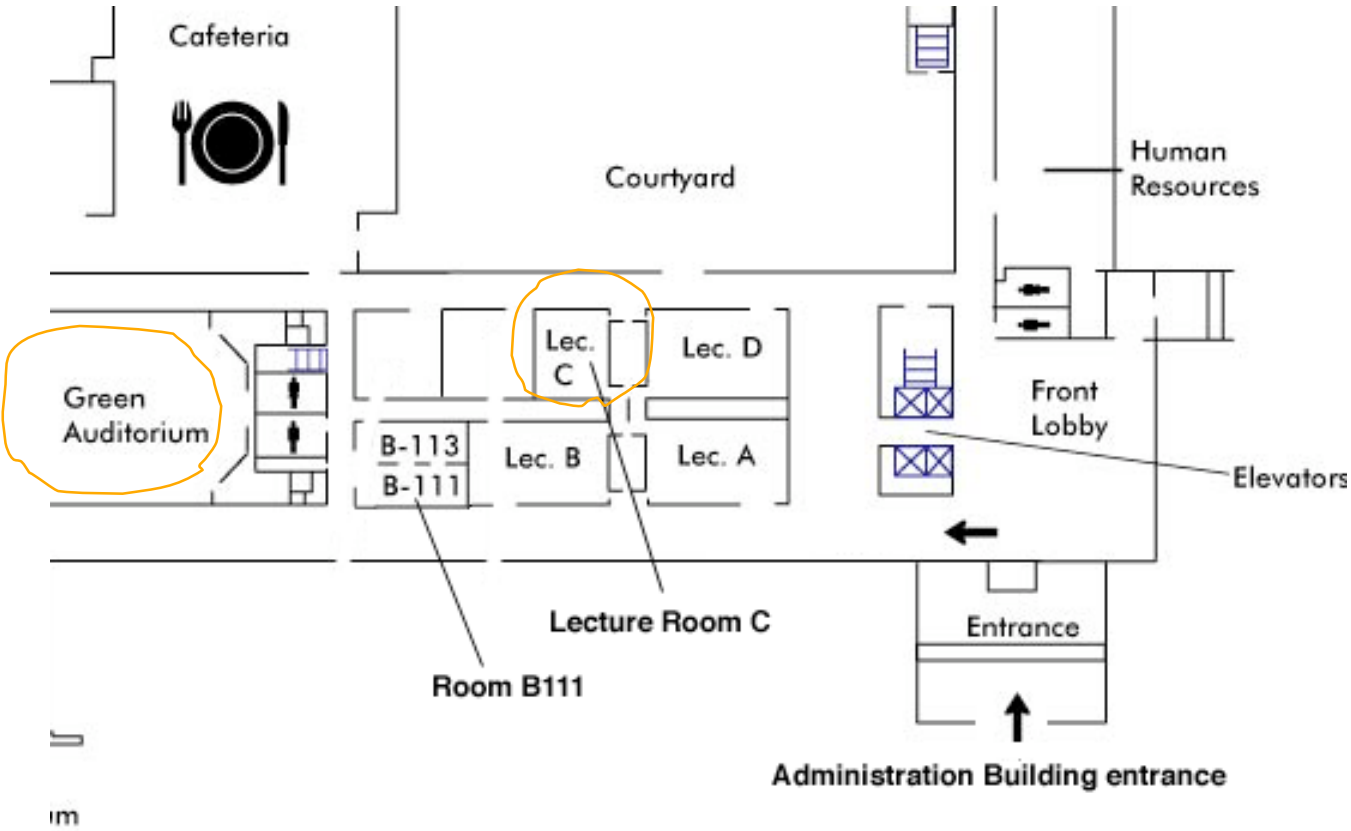 Cafeteria
Courtyard
Human
Resources
Lec.
C
Lec. D
Green
Auditorium
Front
Lobby
B-113
B-111
Lec. B
Lec. A
Elevators
Lecture Room C
Entrance
Room B111
Administration Building entrance